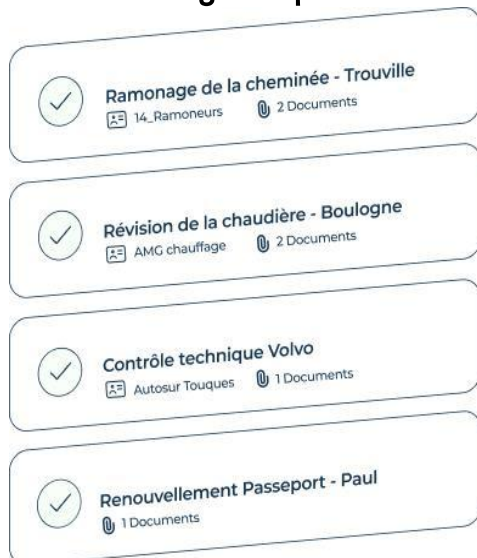 Ramonage de la cheminée - Trouville
14_Ramoneurs 2 Documents
Révision de la chaudière - Boulogne
AMG chauffage 2 Documents
Contrôle technique Volvo
Autosur Touques 1 Documents
Renouvellement Passeport - Paul
1 Documents